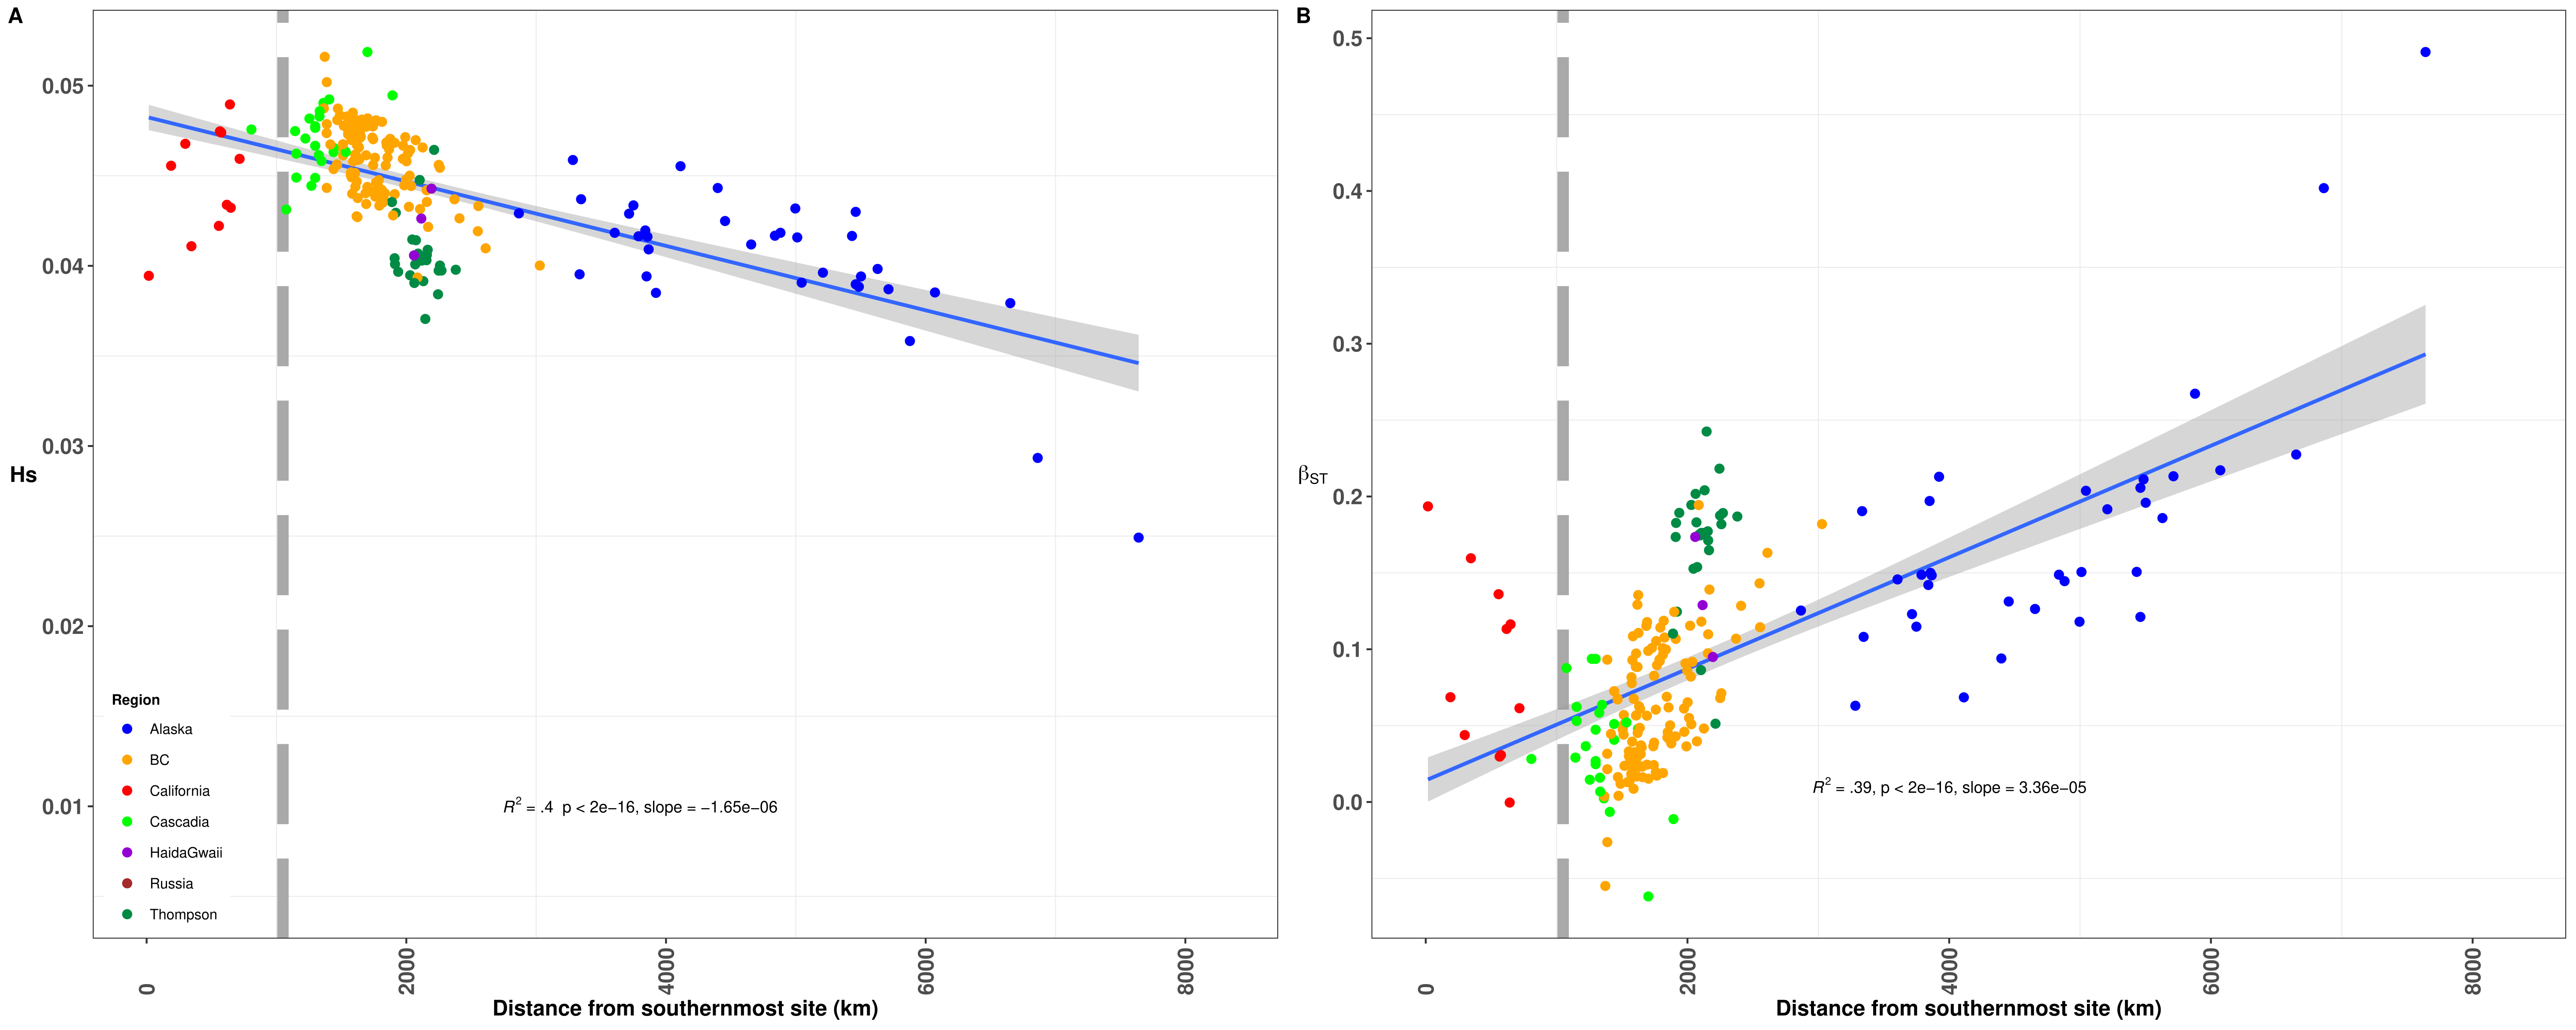 A
0.05
0.04
0.03
0.02
0.01
Hs
Region
Alaska
BC
California
Cascadia
HaidaGwaii
Russia
Thompson
R² = .4  p < 2e−16, slope = −1.65e−06
0
2000
4000
6000
8000
Distance from southernmost site (km)
B
0.5
0.4
0.3
0.2
0.1
0.0
βST
R² = .39, p < 2e−16, slope = 3.36e−05
0
2000
4000
6000
8000
Distance from southernmost site (km)